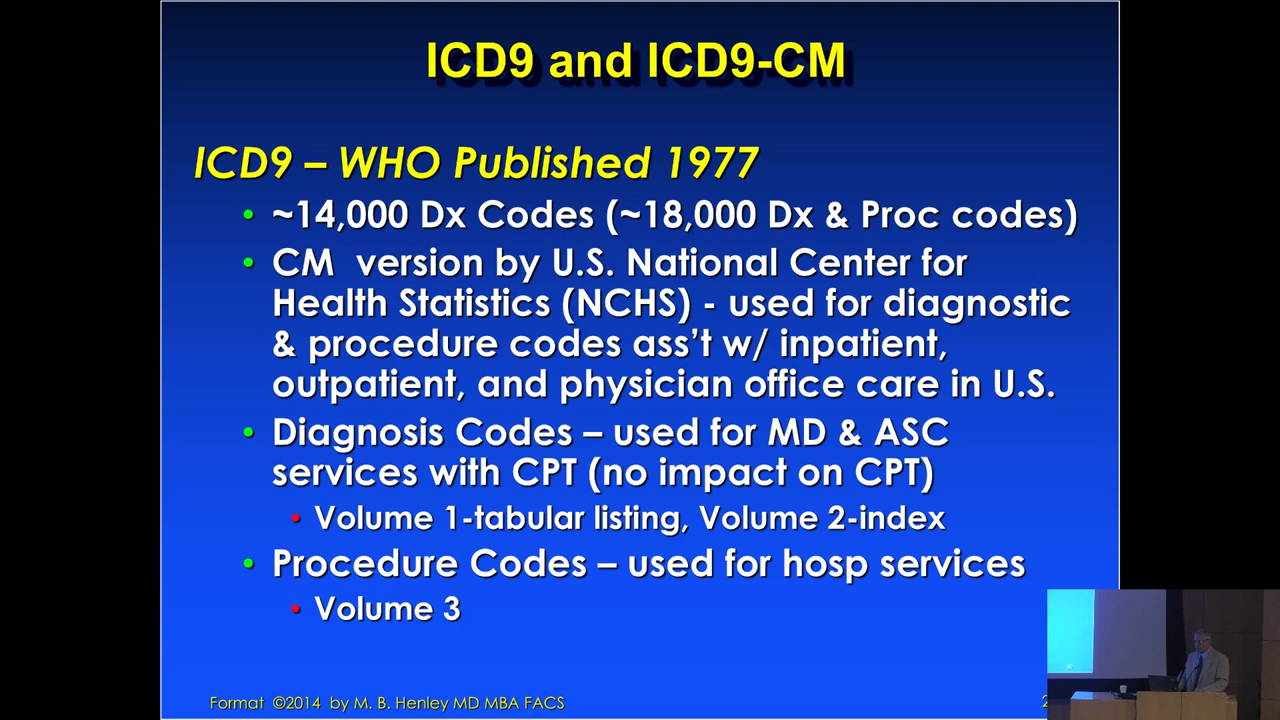 ICD9 and ICD9-CM
ICD9 – WHO Published 1977
• ~14,000 Dx Codes (~18,000 Dx & Proc codes)
• CM version by U.S. National Center for
Health Statistics (NCHS) - used for diagnostic
& procedure codes ass’t w/ inpatient,
outpatient, and physician office care in U.S.
• Diagnosis Codes – used for MD & ASC
services with CPT (no impact on CPT)
• Volume 1-tabular listing, Volume 2-index
• Procedure Codes – used for hosp services
• Volume 3
Format ©2014 by M. B. Henley MD MBA FACS